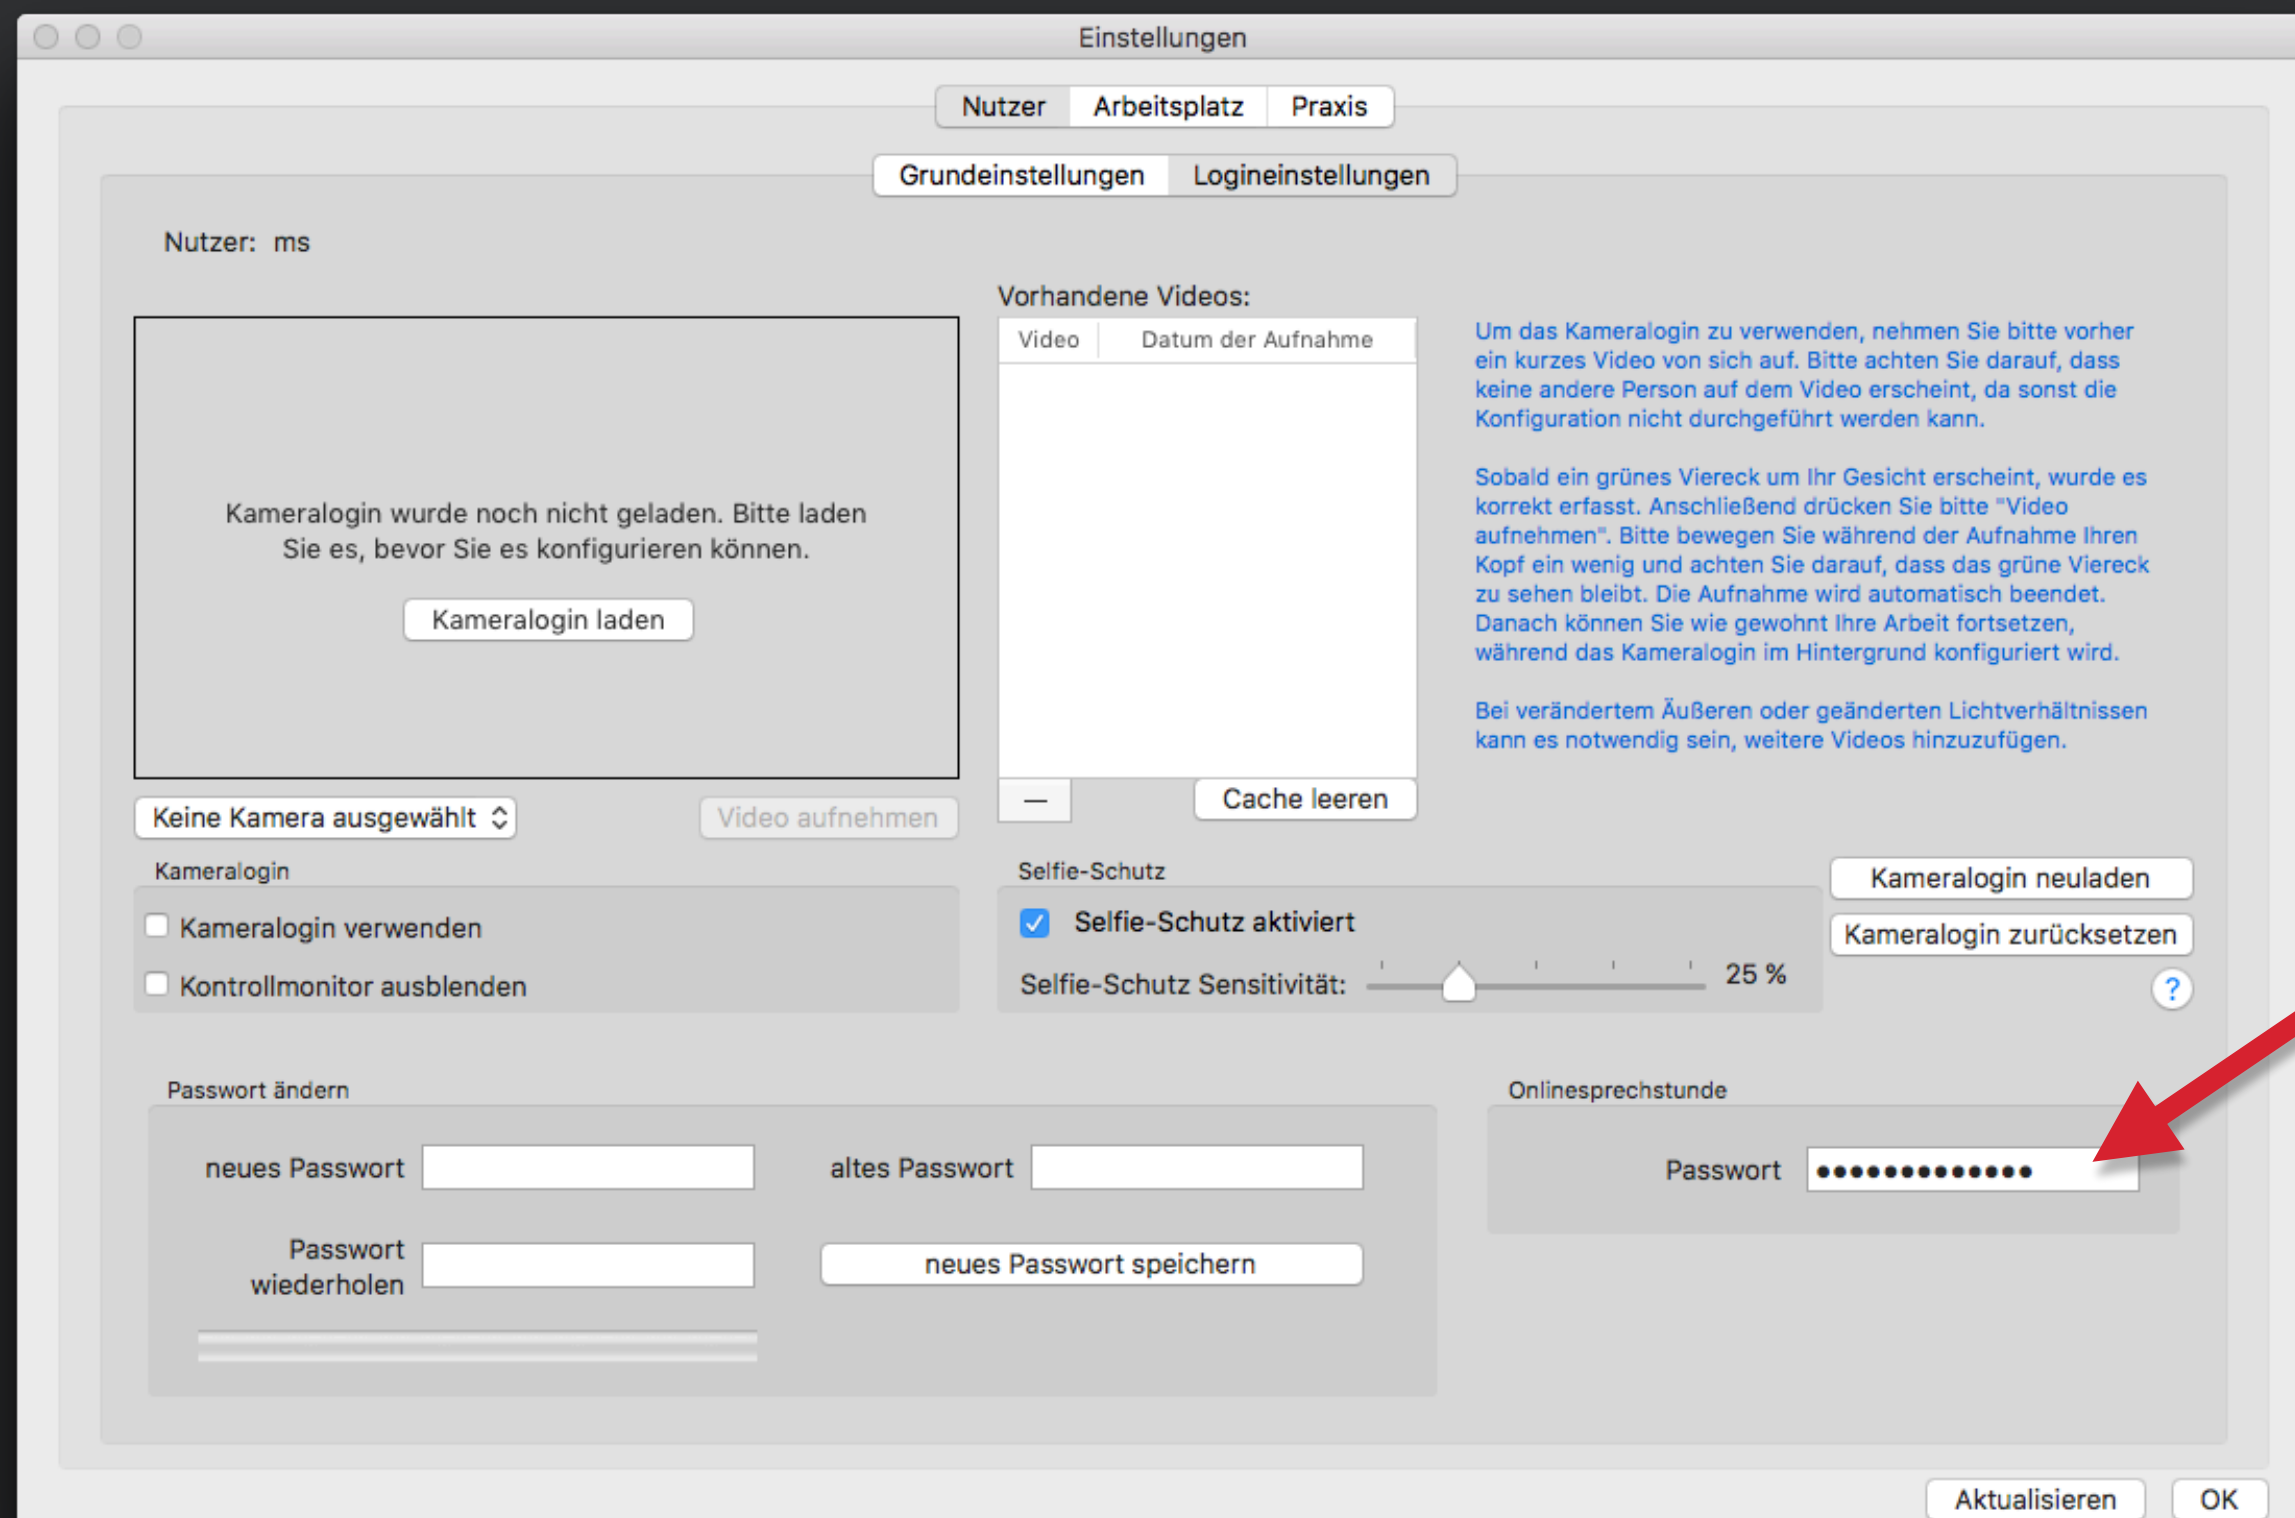 Einstellungen
Nutzer Arbeitsplatz Praxis
Grundeinstellungen Logineinstellungen
Nutzer: ms
Kameralogin wurde noch nicht geladen. Bitte laden
Sie es, bevor Sie es konfigurieren können.
Kameralogin laden
Keine Kamera ausgewählt
Video aufnehmen
Vorhandene Videos:
Video Datum der Aufnahme
—
Cache leeren
Um das Kameralogin zu verwenden, nehmen Sie bitte vorher
ein kurzes Video von sich auf. Bitte achten Sie darauf, dass
keine andere Person auf dem Video erscheint, da sonst die
Konfiguration nicht durchgeführt werden kann.
Sobald ein grünes Viereck um Ihr Gesicht erscheint, wurde es
korrekt erfasst. Anschließend drücken Sie bitte "Video
aufnehmen". Bitte bewegen Sie während der Aufnahme Ihren
Kopf ein wenig und achten Sie darauf, dass das grüne Viereck
zu sehen bleibt. Die Aufnahme wird automatisch beendet.
Danach können Sie wie gewohnt Ihre Arbeit fortsetzen,
während das Kameralogin im Hintergrund konfiguriert wird.
Bei verändertem Äußeren oder geänderten Lichtverhältnissen
kann es notwendig sein, weitere Videos hinzuzufügen.
Kameralogin
Kameralogin verwenden
Kontrollmonitor ausblenden
Selfie-Schutz
Selfie-Schutz aktiviert
Selfie-Schutz Sensitivität: 25 %
Kameralogin neuladen
Kameralogin zurücksetzen
?
Passwort ändern
neues Passwort
altes Passwort
Passwort
wiederholen
neues Passwort speichern
Onlinesprechstunde
Passwort •••••••••••••
Aktualisieren
OK